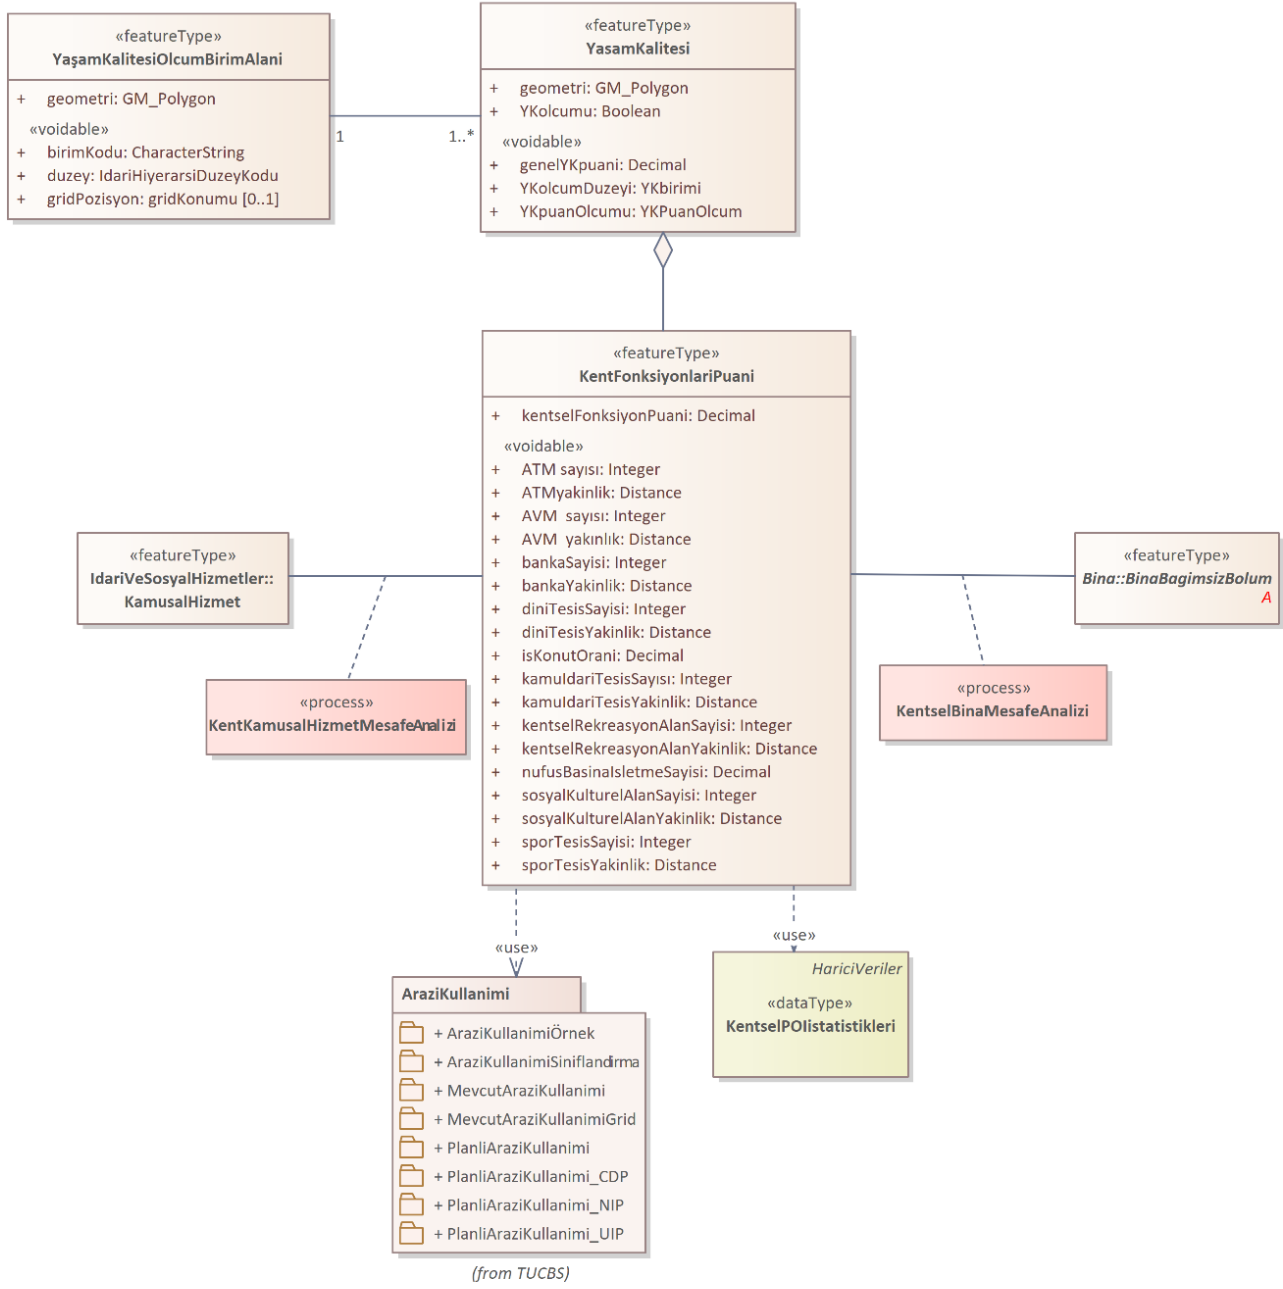 «featureType»
YaşamKalitesiOlcumBirimAlani
+ geometri: GM_Polygon
«voidable»
+ birimKodu: CharacterString
+ duzey: IdariHiyerarsiDuzeyKodu
+ gridPozisyon: gridKonumu [0..1]
1
1..*
«featureType»
YasamKalitesi
+ geometri: GM_Polygon
+ YKolcumu: Boolean
«voidable»
+ genelYKpuani: Decimal
+ YKolcumDuzeyi: YKbirimi
+ YKpuanOlcumu: YKPuanOlcum
«featureType»
KentFonksiyonlariPuani
+ kentselFonksiyonPuani: Decimal
«voidable»
+ ATM sayısı: Integer
+ ATMyakinlik: Distance
+ AVM sayısı: Integer
+ AVM yakınlık: Distance
+ bankaSayisi: Integer
+ bankaYakinlik: Distance
+ diniTesisSayisi: Integer
+ diniTesisYakinlik: Distance
+ isKonutOrani: Decimal
+ kamuIdariTesisSayısı: Integer
+ kamuIdariTesisYakinlik: Distance
+ kentselRekreasyonAlanSayisi: Integer
+ kentselRekreasyonAlanYakinlik: Distance
+ nufusBasinaIsletmeSayisi: Decimal
+ sosyalKulturelAlanSayisi: Integer
+ sosyalKulturelAlanYakinlik: Distance
+ sporTesisSayisi: Integer
+ sporTesisYakinlik: Distance
«featureType»
IdariVeSosyalHizmetler::
KamusalHizmet
«process»
KentKamusalHizmetMesafeAnalizi
«featureType»
Bina::BinaBagimsizBolum
A
«process»
KentselBinaMesafeAnalizi
«use»
«use»
AraziKullanimi
+ AraziKullanimiÖrnek
+ AraziKullanimiSiniflandirma
+ MevcutAraziKullanimi
+ MevcutAraziKullanimiGrid
+ PlanliAraziKullanimi
+ PlanliAraziKullanimi_CDP
+ PlanliAraziKullanimi_NIP
+ PlanliAraziKullanimi_UIP
(from TUCBS)
HariciVeriler
«dataType»
KentselPOIistatistikleri